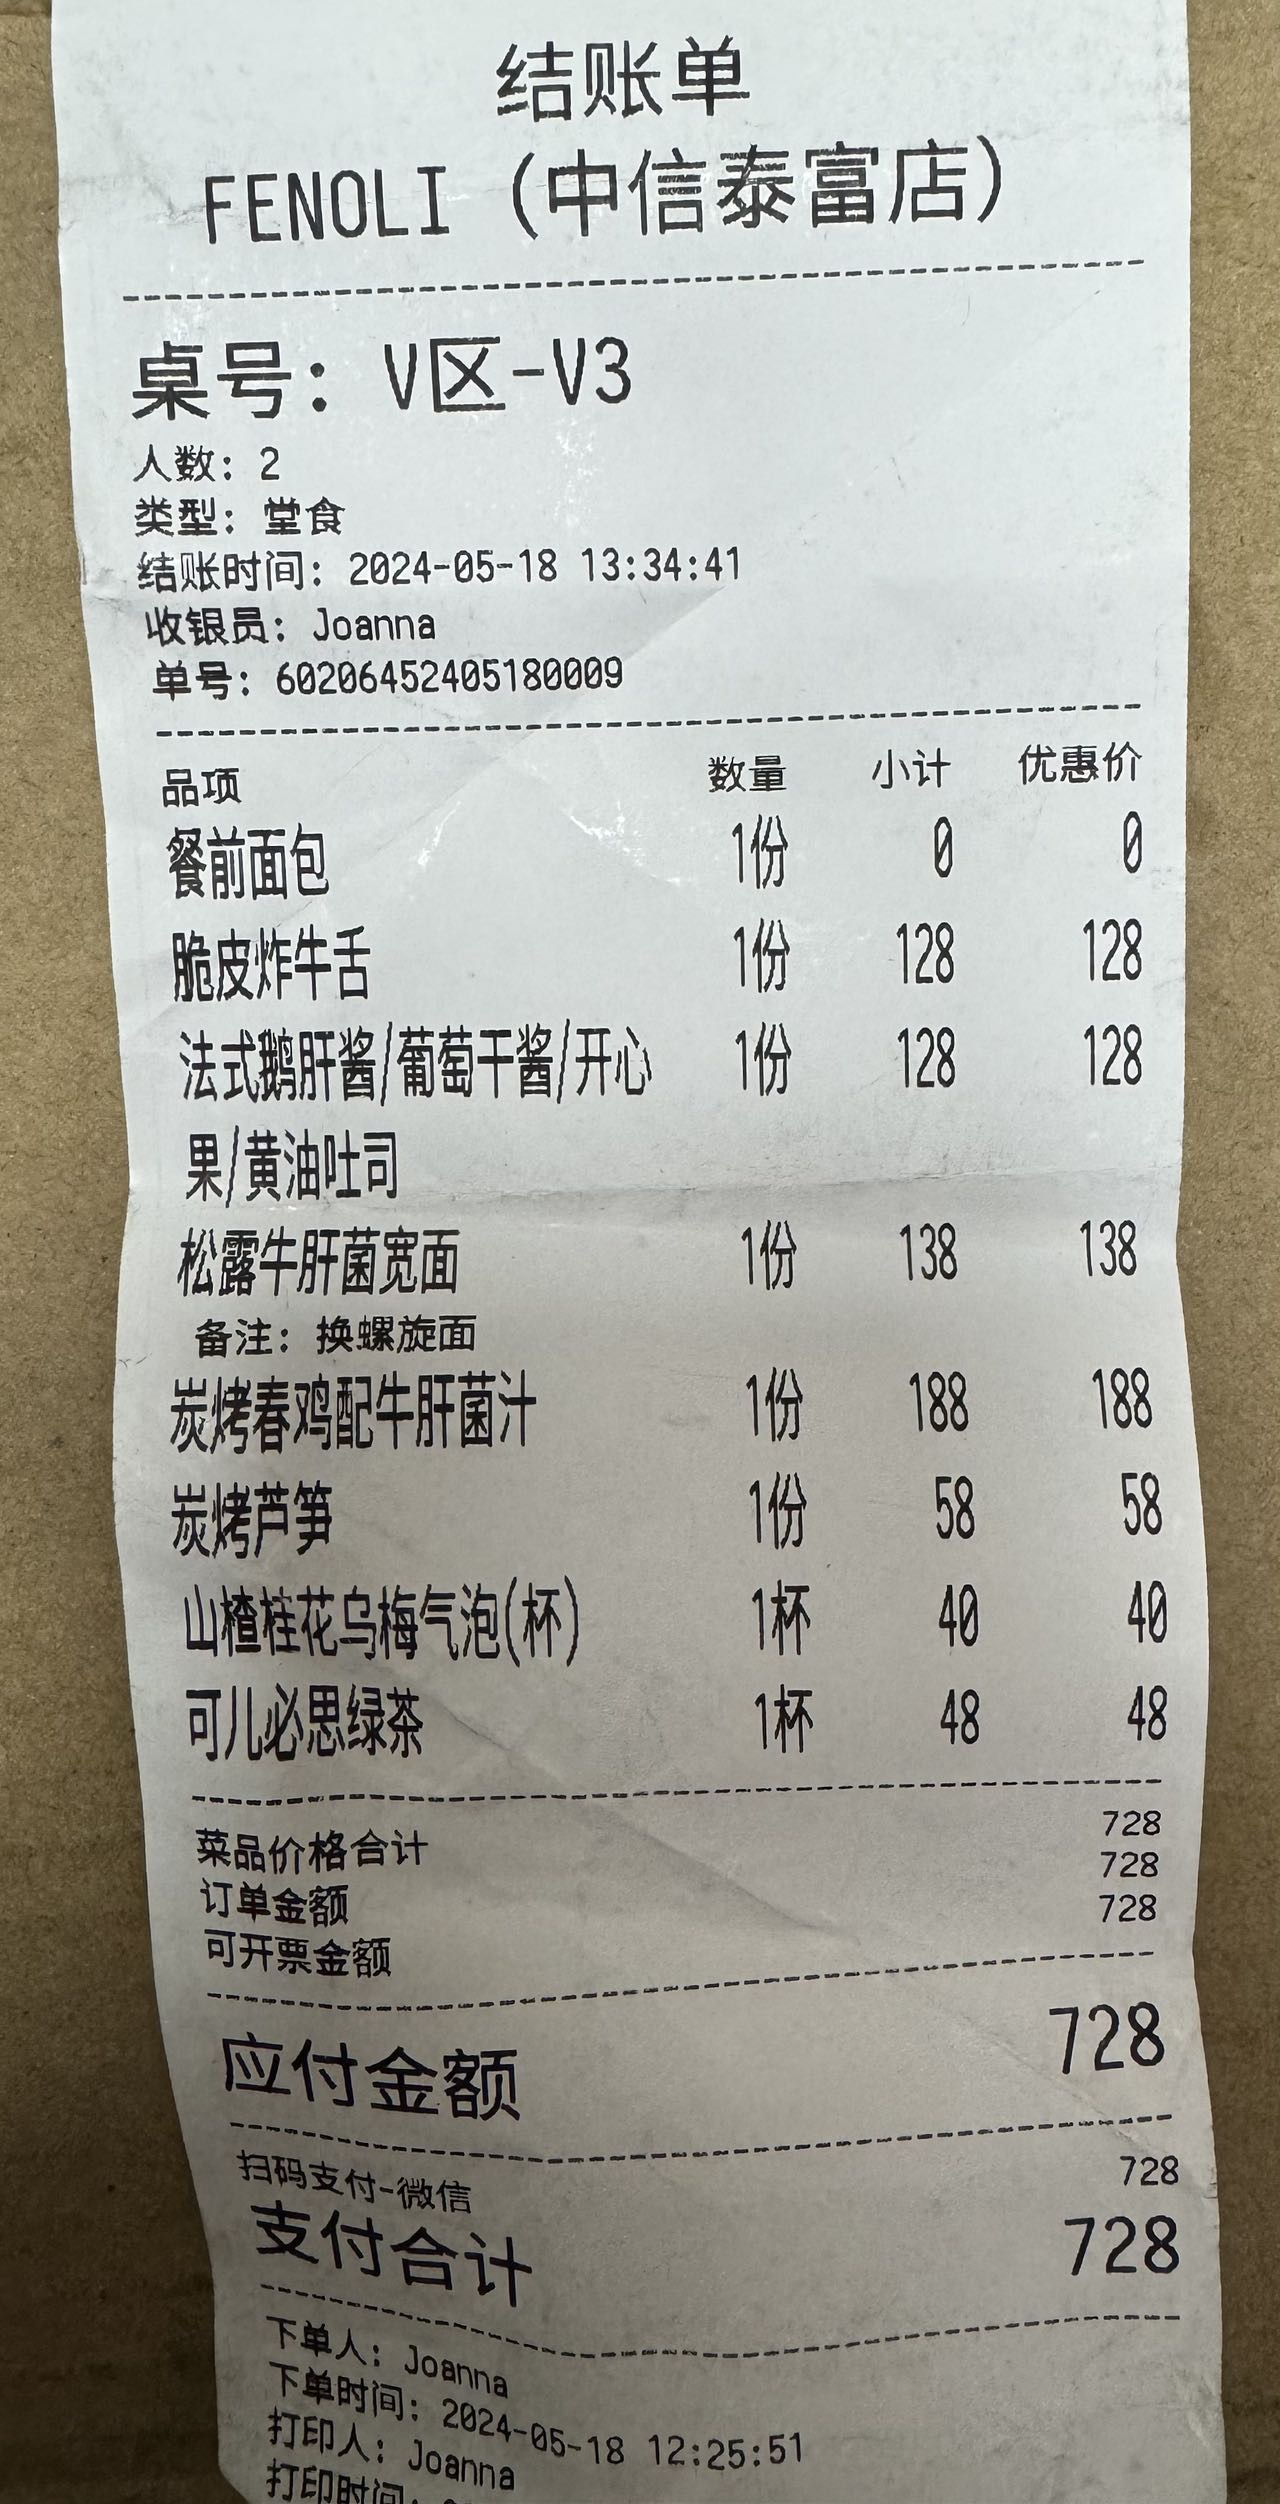 结账单
FENOLI (中信泰富店)
桌号: V区-V3
人数: 2
类型: 堂食
结账时间: 2024-05-18 13:34:41
收银员: Joanna
单号: 60206452405180009
品项 数量 小计 优惠价
餐前面包 1份 0 0
脆皮炸牛舌 1份 128 128
法式鹅肝酱/葡萄干酱/开心 1份 128 128
果/黄油吐司
松露牛肝菌宽面 1份 138 138
备注: 换螺旋面
炭烤春鸡配牛肝菌汁 1份 188 188
炭烤芦笋 1份 58 58
山楂桂花乌梅气泡(杯) 1杯 40 40
可儿必思绿茶 1杯 48 48
菜品价格合计 728
订单金额 728
可开票金额 728
应付金额 728
扫码支付-微信 728
支付合计 728
下单人: Joanna
下单时间: 2024-05-18 12:25:51
打印人: Joanna
打印时间: